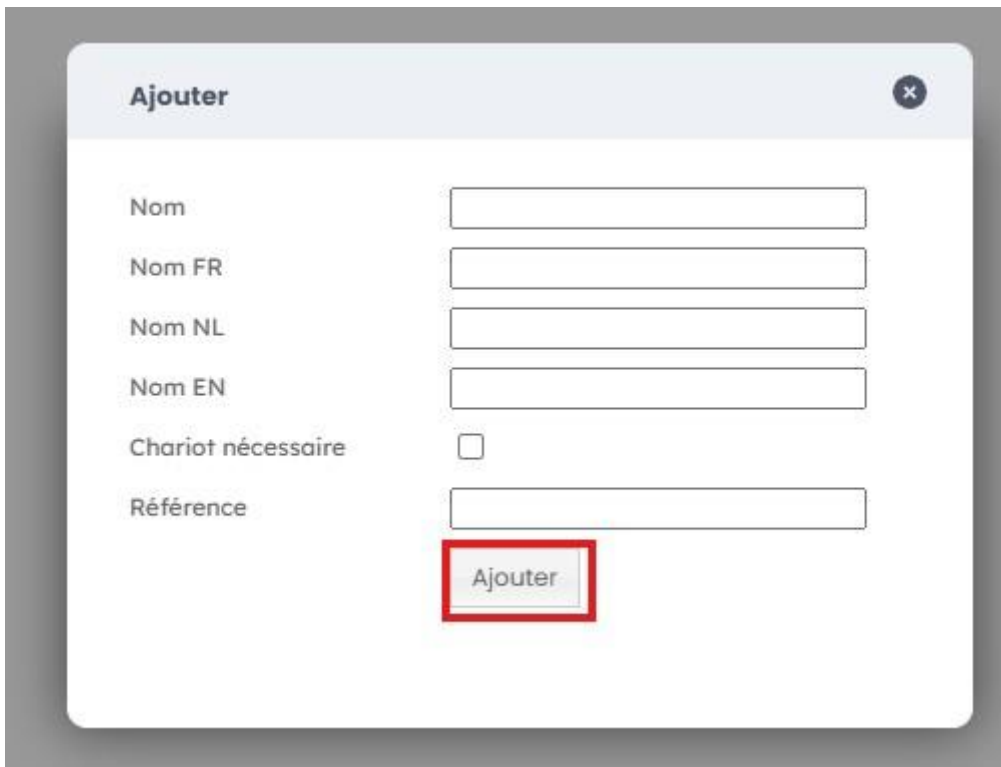 Ajouter
Nom
Nom FR
Nom NL
Nom EN
Chariot nécessaire
Référence
Ajouter